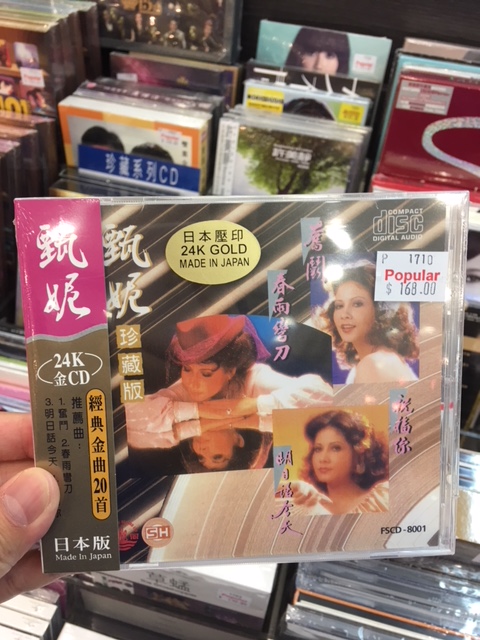 珍藏系列CD
甄妮
24K
金CD
經典金曲20首
推薦曲：
1.奮鬥 2.春雨彎刀
3.明日話今天
日本版
Made In Japan
甄妮
珍藏版
日本壓印
24K GOLD
MADE IN JAPAN
奮鬥
春雨彎刀
祝福你
明日話今天
COMPACT
disc
DIGITAL AUDIO
P 1710
Popular
$ 168.00
SH
FSCD-8001